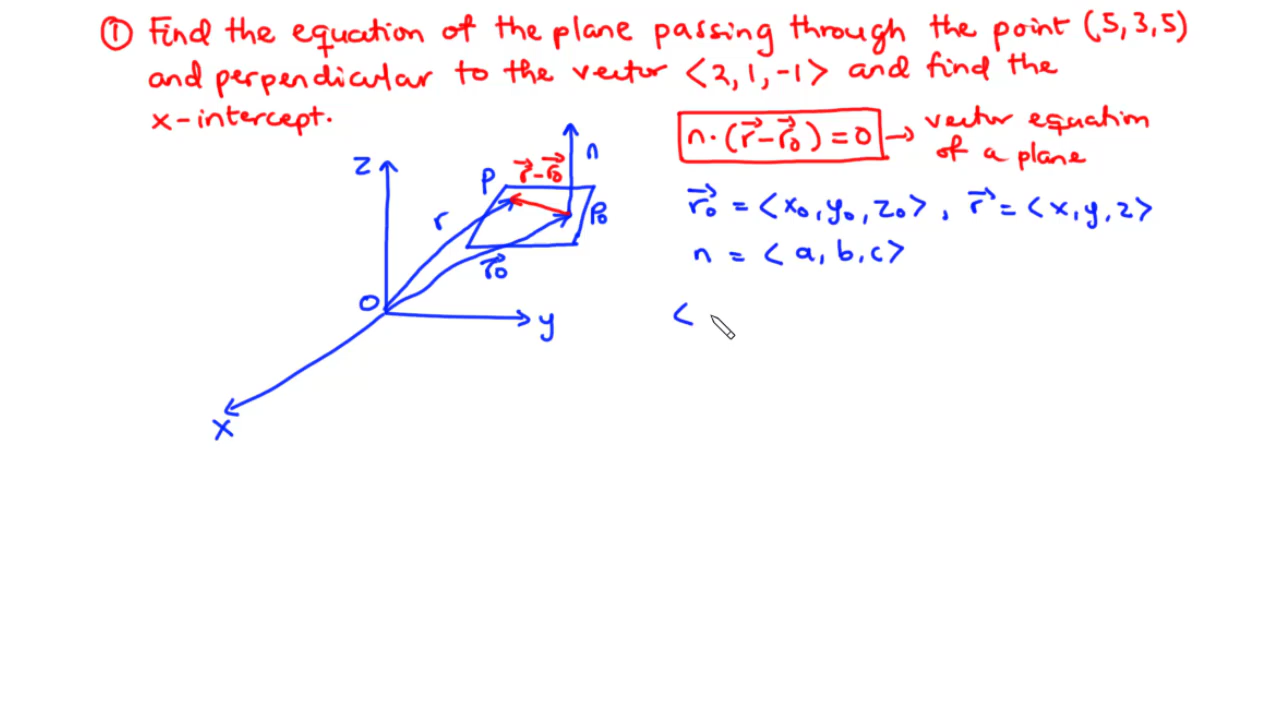 ① Find the equation of the plane passing through the point (5, 3, 5)
and perpendicular to the vector <2, 1, -1> and find the
x-intercept.
n · (r⃗ - r⃗₀) = 0 → vector equation
of a plane
r⃗₀ = <x₀, y₀, z₀>, r⃗ = <x, y, z>
n = <a, b, c>
<
z
P
r⃗ - r⃗₀
n
P₀
r
r⃗₀
O
y
x